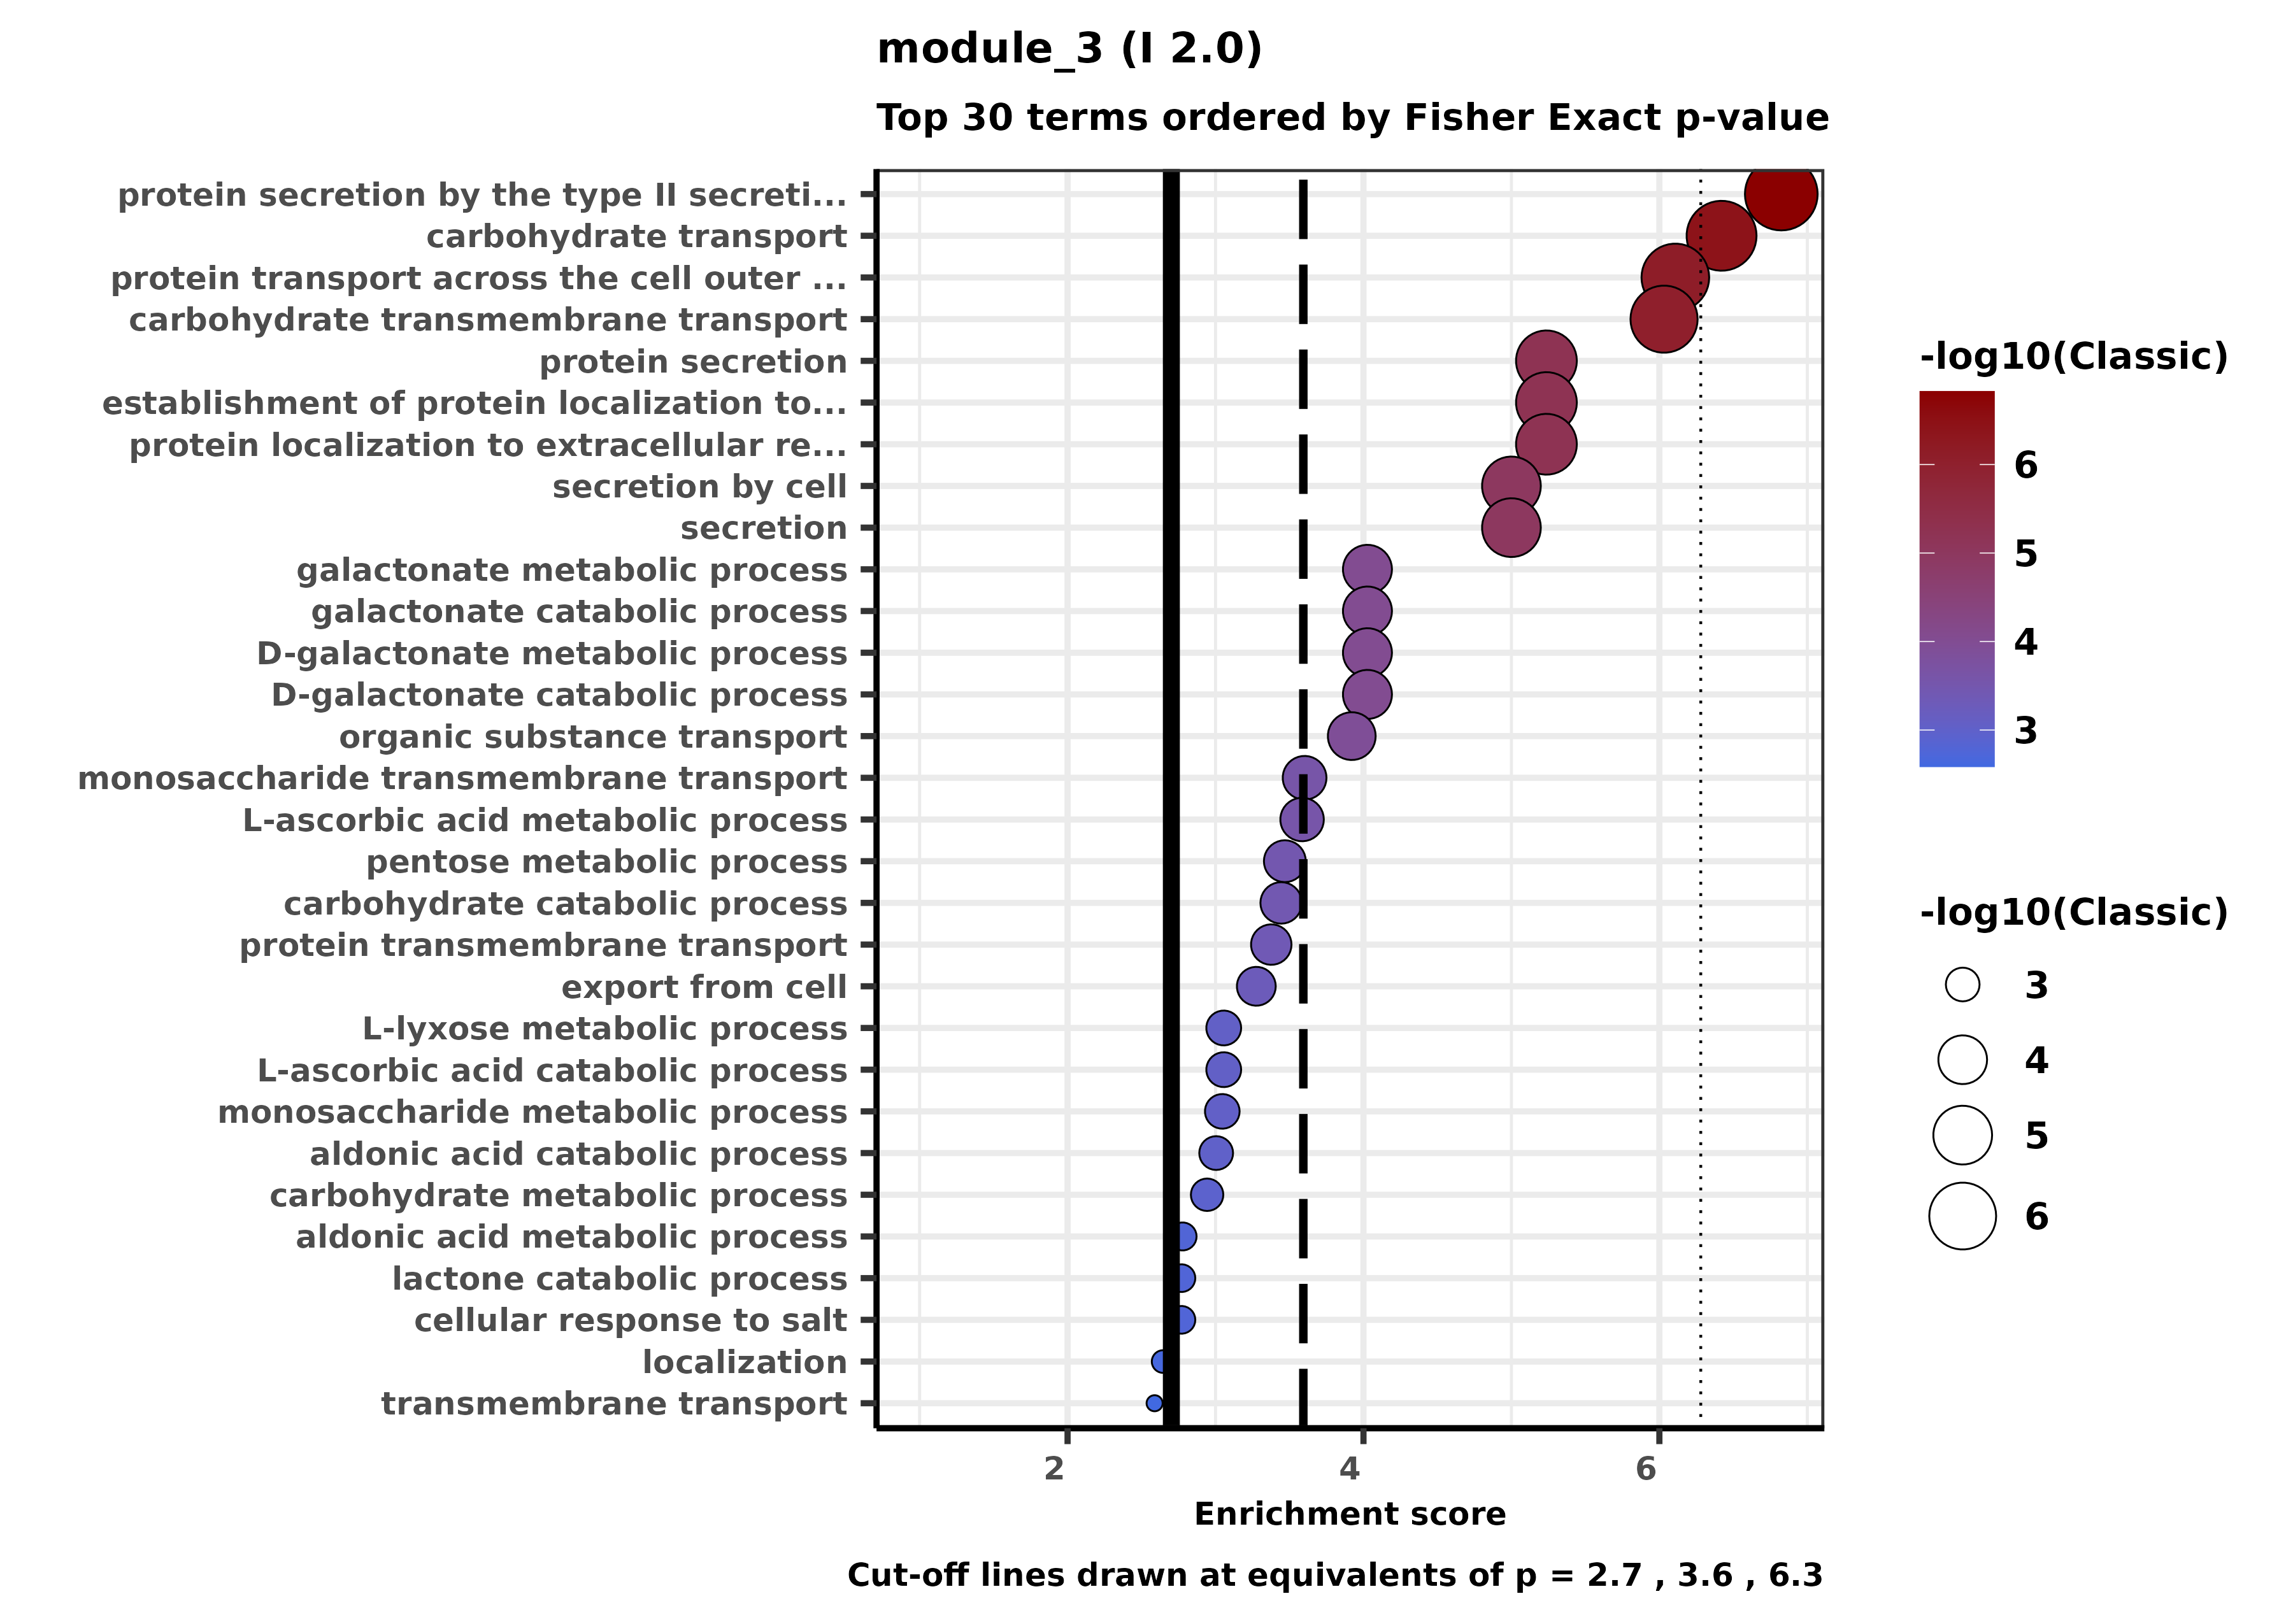 module_3 (I 2.0)
Top 30 terms ordered by Fisher Exact p-value
protein secretion by the type II secreti...
carbohydrate transport
protein transport across the cell outer ...
carbohydrate transmembrane transport
protein secretion
establishment of protein localization to...
protein localization to extracellular re...
secretion by cell
secretion
galactonate metabolic process
galactonate catabolic process
D-galactonate metabolic process
D-galactonate catabolic process
organic substance transport
monosaccharide transmembrane transport
L-ascorbic acid metabolic process
pentose metabolic process
carbohydrate catabolic process
protein transmembrane transport
export from cell
L-lyxose metabolic process
L-ascorbic acid catabolic process
monosaccharide metabolic process
aldonic acid catabolic process
carbohydrate metabolic process
aldonic acid metabolic process
lactone catabolic process
cellular response to salt
localization
transmembrane transport
2 4 6
Enrichment score
Cut-off lines drawn at equivalents of p = 2.7 , 3.6 , 6.3
-log10(Classic)
6
5
4
3
-log10(Classic)
3
4
5
6